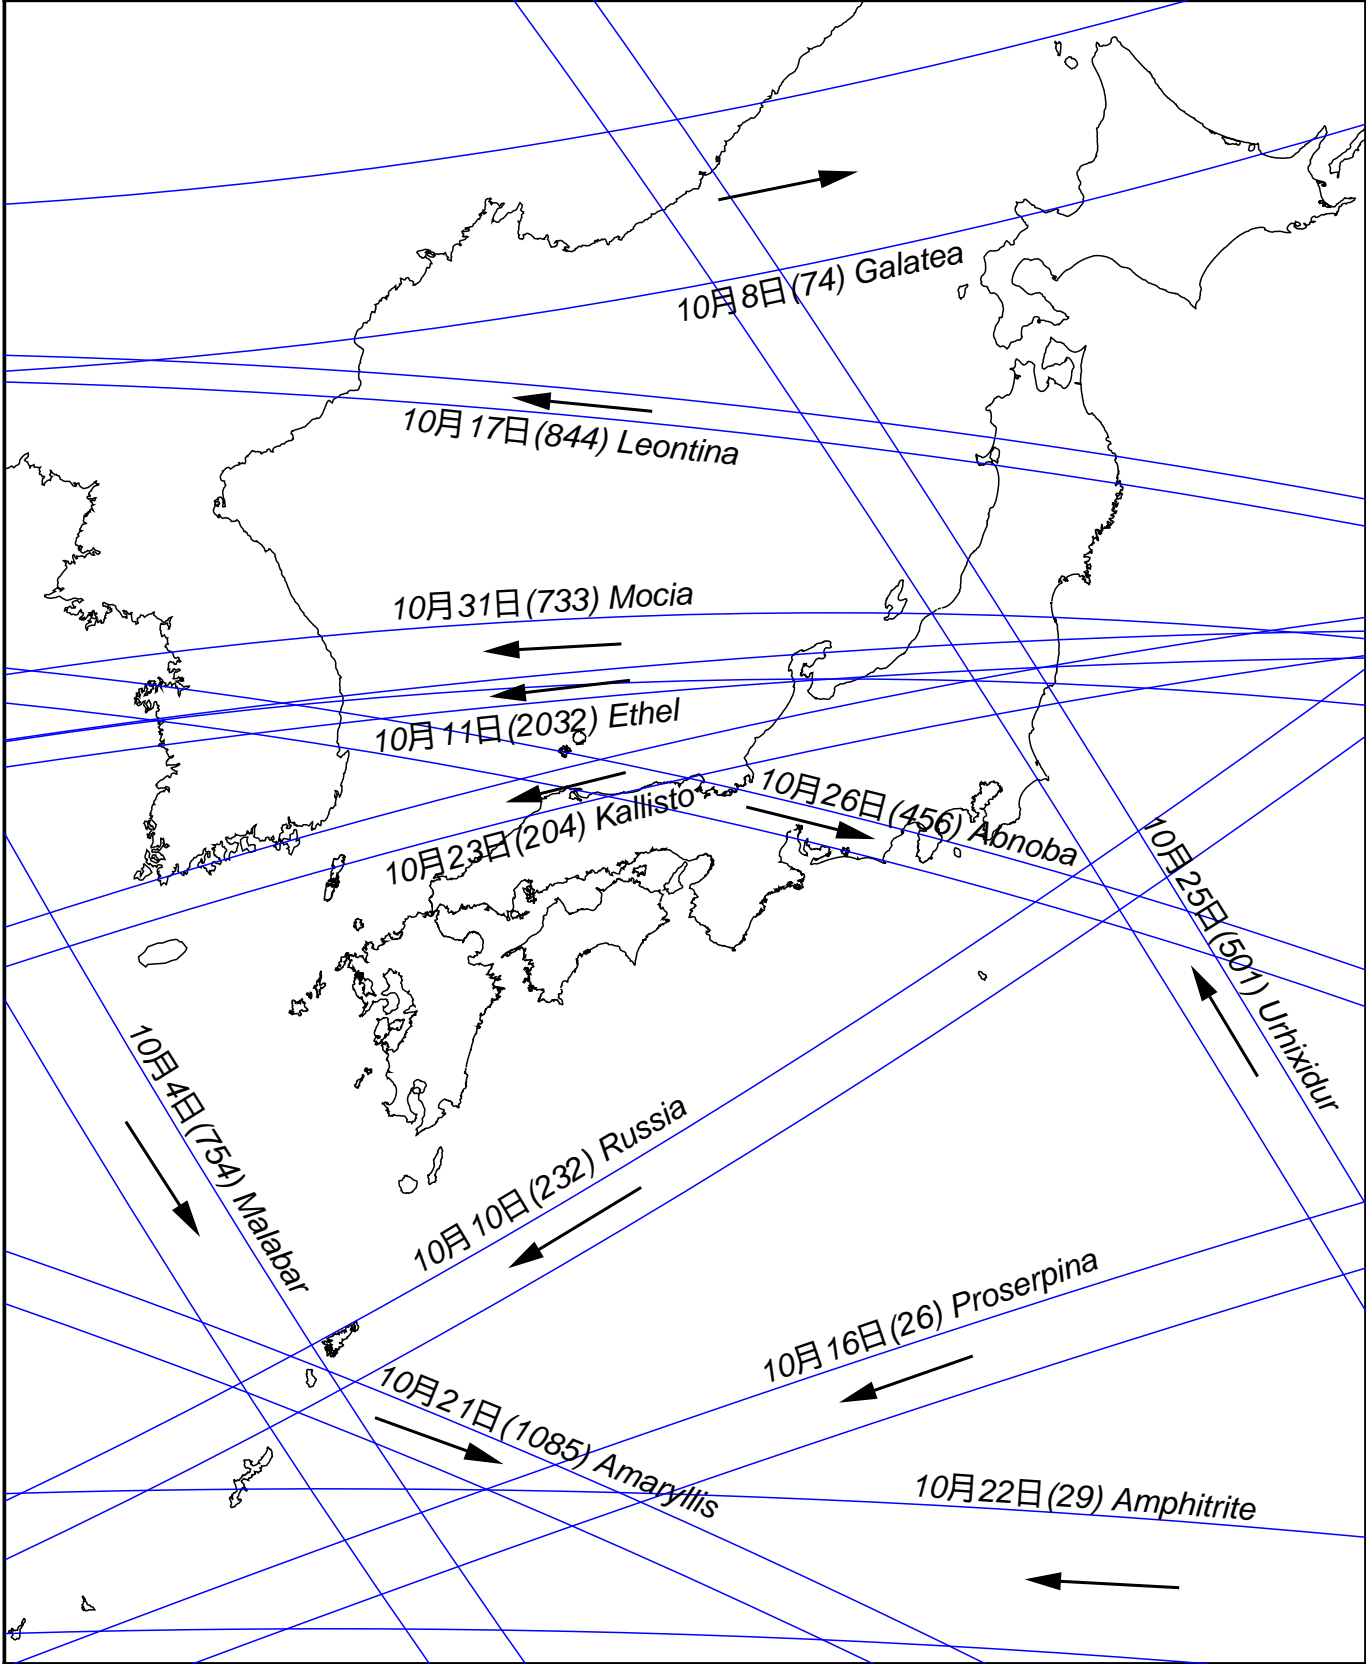 10月8日(74) Galatea
10月17日(844) Leontina
10月31日(733) Mocia
10月11日(2032) Ethel
10月26日(456) Abnoba
10月23日(204) Kallisto
10月25日(501) Urhixidur
10月4日(754) Malabar
10月10日(232) Russia
10月16日(26) Proserpina
10月21日(1085) Amaryllis
10月22日(29) Amphitrite